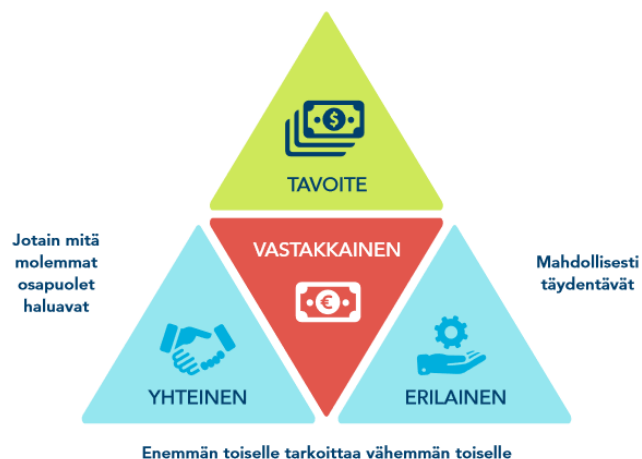 $
TAVOITE
Jotain mitä
molemmat
osapuolet
haluavat
VASTAKKAINEN
€
Mahdollisesti
täydentävät
YHTEINEN
ERILAINEN
Enemmän toiselle tarkoittaa vähemmän toiselle